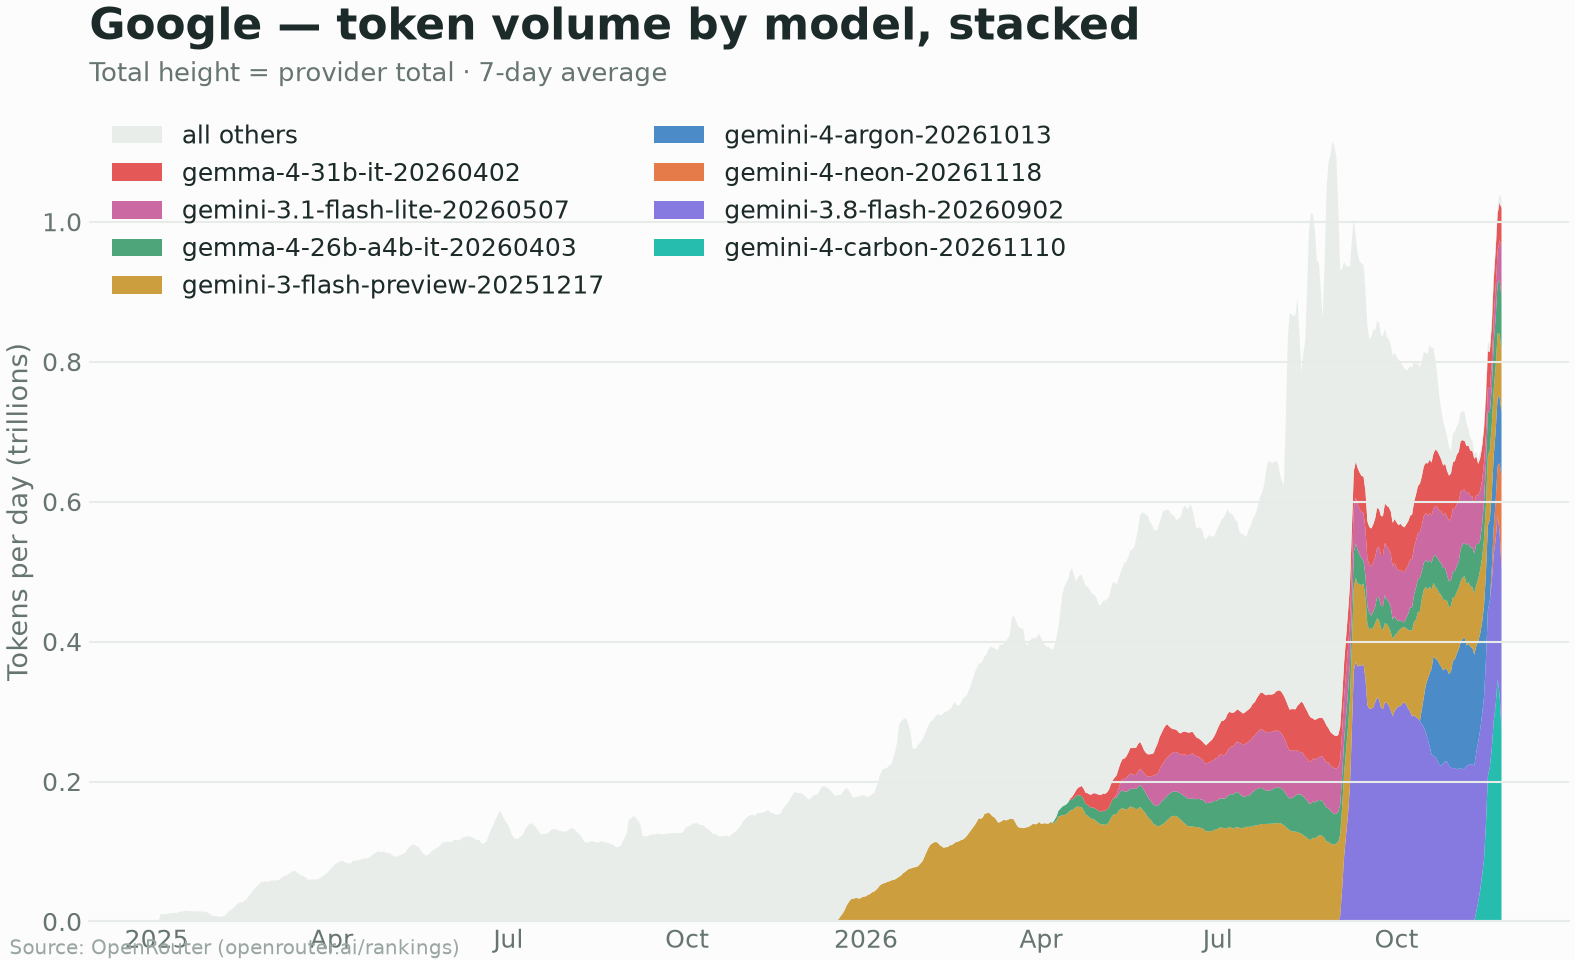 Google — token volume by model, stacked
Total height = provider total · 7-day average
all others
gemma-4-31b-it-20260402
gemini-3.1-flash-lite-20260507
gemma-4-26b-a4b-it-20260403
gemini-3-flash-preview-20251217
gemini-4-argon-20261013
gemini-4-neon-20261118
gemini-3.8-flash-20260902
gemini-4-carbon-20261110
Tokens per day (trillions)
1.0
0.8
0.6
0.4
0.2
0.0
2025 Apr Jul Oct 2026 Apr Jul Oct
Source: OpenRouter (openrouter.ai/rankings)